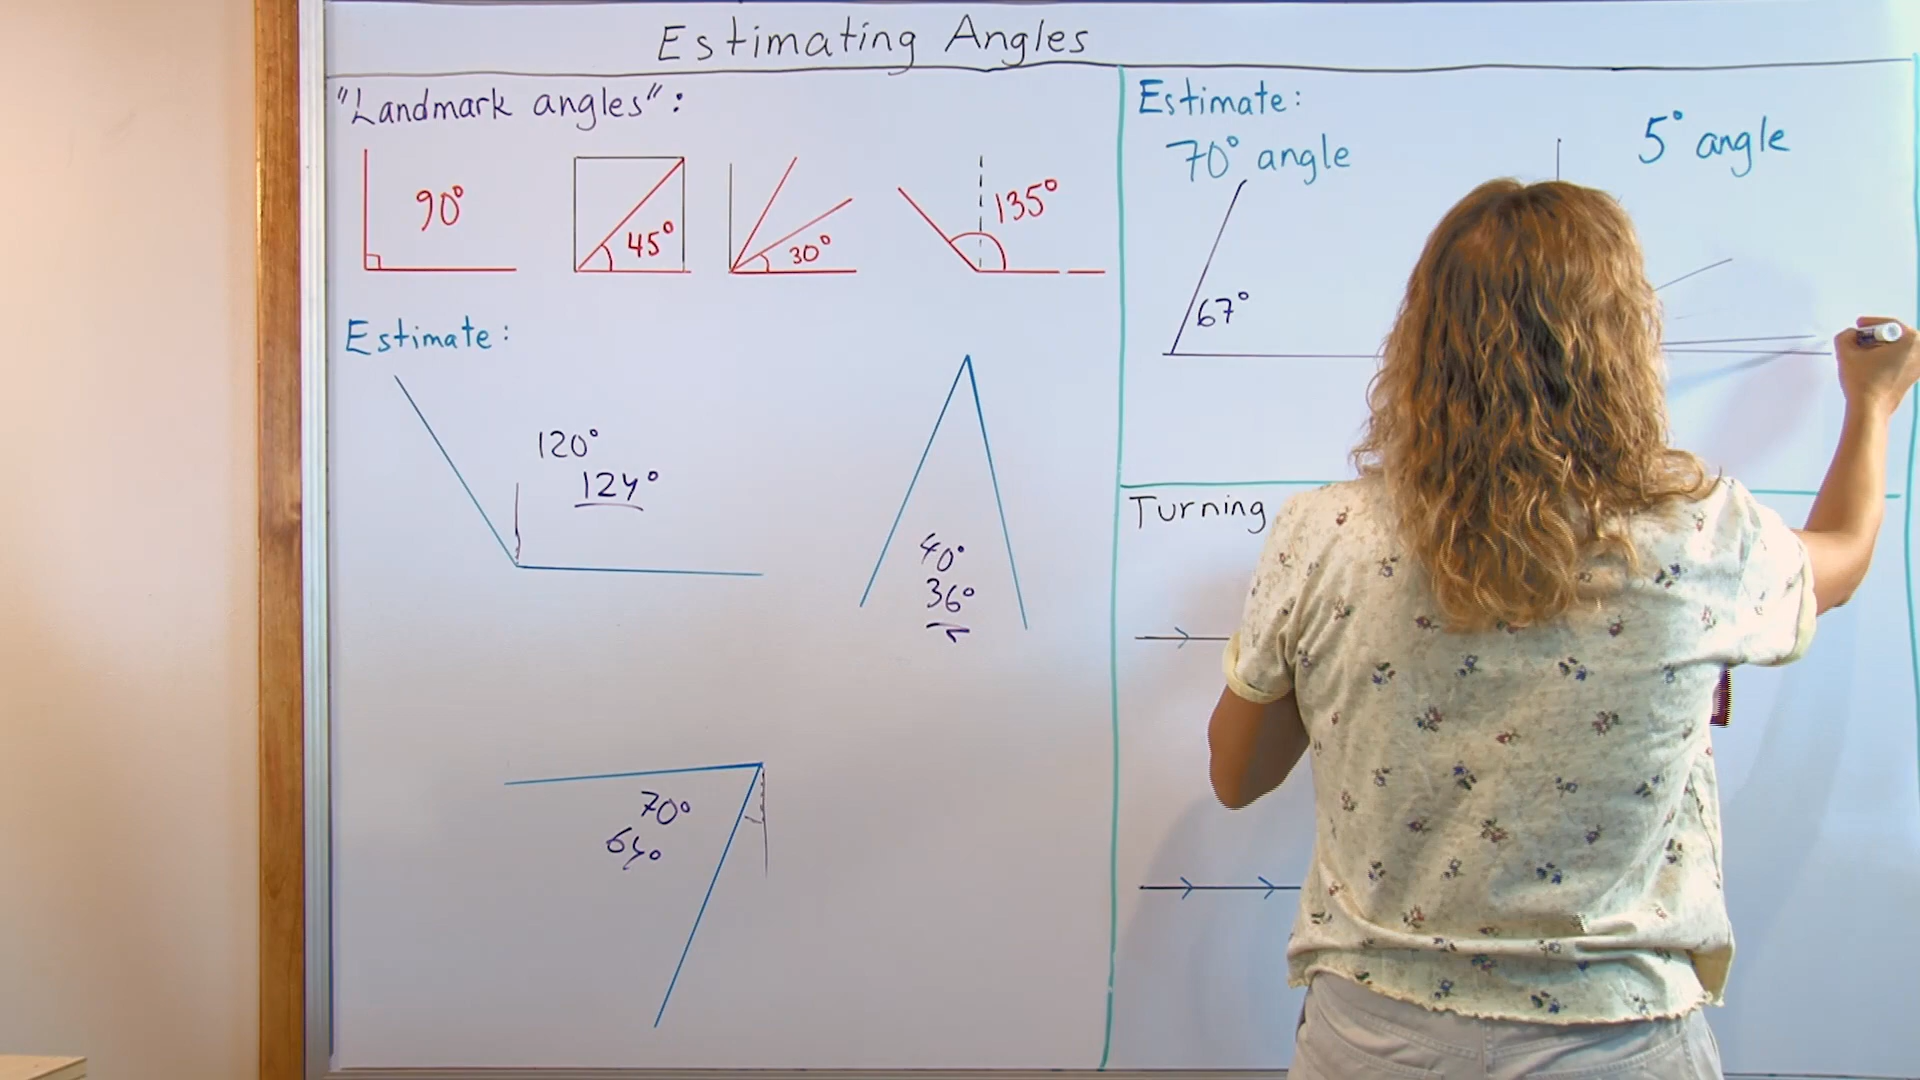 Estimating Angles
"Landmark angles":
90°
45°
30°
135°
Estimate:
120°
124°
40°
36°
70°
64°
Estimate:
70° angle
5° angle
67°
Turning